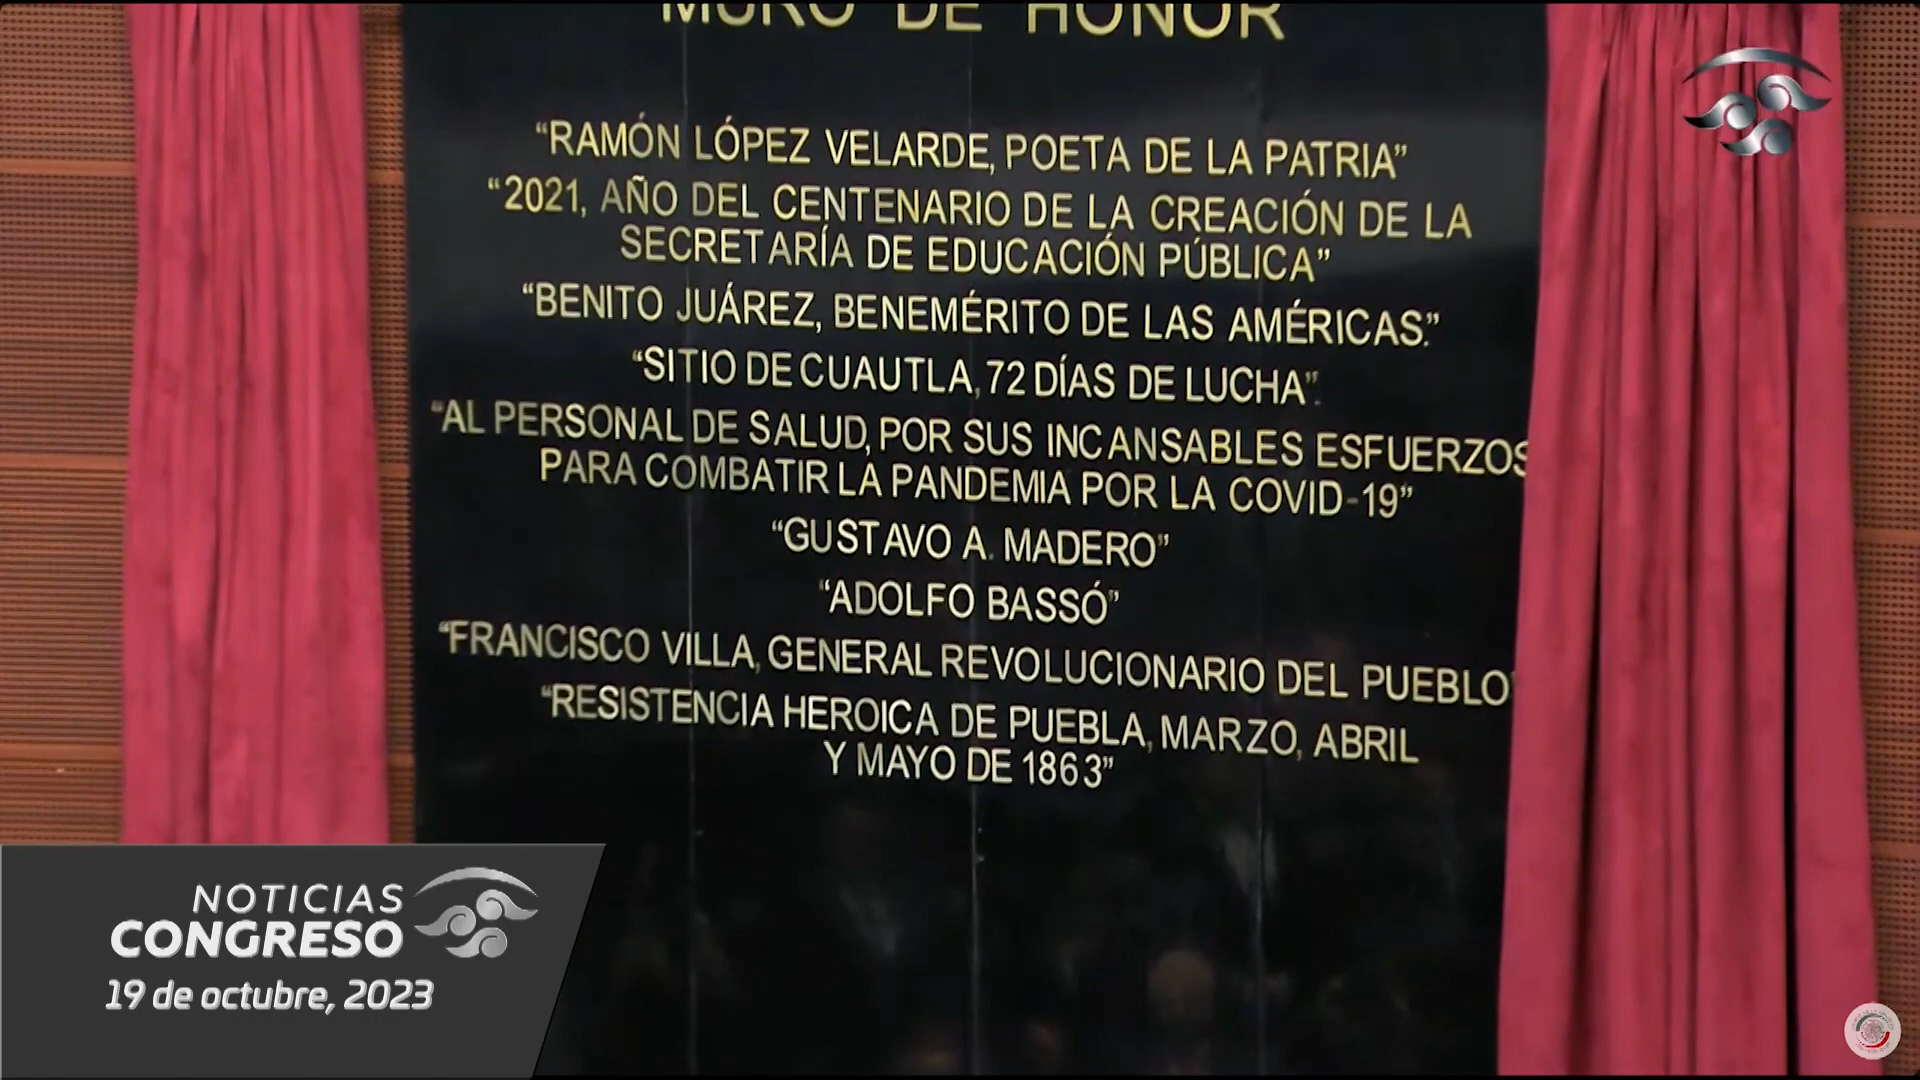 MURO DE HONOR
“RAMÓN LÓPEZ VELARDE, POETA DE LA PATRIA”
“2021, AÑO DEL CENTENARIO DE LA CREACIÓN DE LA
SECRETARÍA DE EDUCACIÓN PÚBLICA”
“BENITO JUÁREZ, BENEMÉRITO DE LAS AMÉRICAS.”
“SITIO DE CUAUTLA, 72 DÍAS DE LUCHA”.
“AL PERSONAL DE SALUD, POR SUS INCANSABLES ESFUERZOS
PARA COMBATIR LA PANDEMIA POR LA COVID-19”
“GUSTAVO A. MADERO”
“ADOLFO BASSÓ”
“FRANCISCO VILLA, GENERAL REVOLUCIONARIO DEL PUEBLO”
“RESISTENCIA HEROICA DE PUEBLA, MARZO, ABRIL
Y MAYO DE 1863”
NOTICIAS
CONGRESO
19 de octubre, 2023